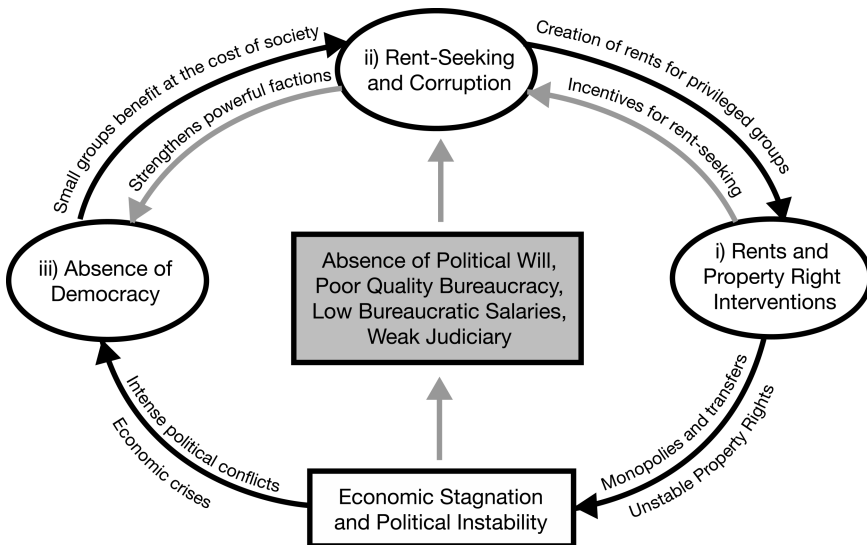 Small groups benefit at the cost of society
Strengthens powerful factions
ii) Rent-Seeking
and Corruption
Creation of rents for privileged groups
Incentives for rent-seeking
iii) Absence of
Democracy
Absence of Political Will,
Poor Quality Bureaucracy,
Low Bureaucratic Salaries,
Weak Judiciary
i) Rents and
Property Right
Interventions
Intense political conflicts
Economic crises
Economic Stagnation
and Political Instability
Monopolies and transfers
Unstable Property Rights